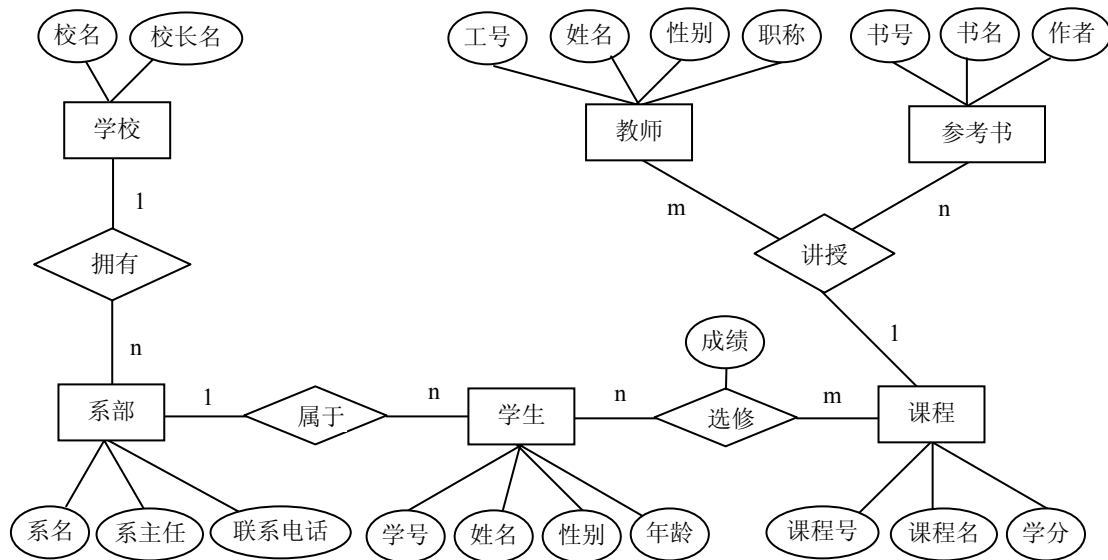 校名 校长名 工号 姓名 性别 职称 书号 书名 作者
学校 教师 参考书
1 m n
拥有 讲授
n 成绩 1
系部 1 属于 n 学生 n 选修 m 课程
系名 系主任 联系电话 学号 姓名 性别 年龄 课程号 课程名 学分